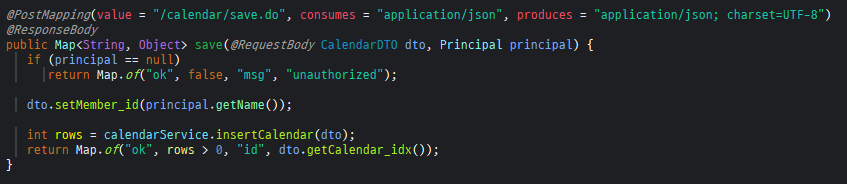 @PostMapping(value = "/calendar/save.do", consumes = "application/json", produces = "application/json; charset=UTF-8")
@ResponseBody
public Map<String, Object> save(@RequestBody CalendarDTO dto, Principal principal) {
if (principal == null)
return Map.of("ok", false, "msg", "unauthorized");
dto.setMember_id(principal.getName());
int rows = calendarService.insertCalendar(dto);
return Map.of("ok", rows > 0, "id", dto.getCalendar_idx());
}